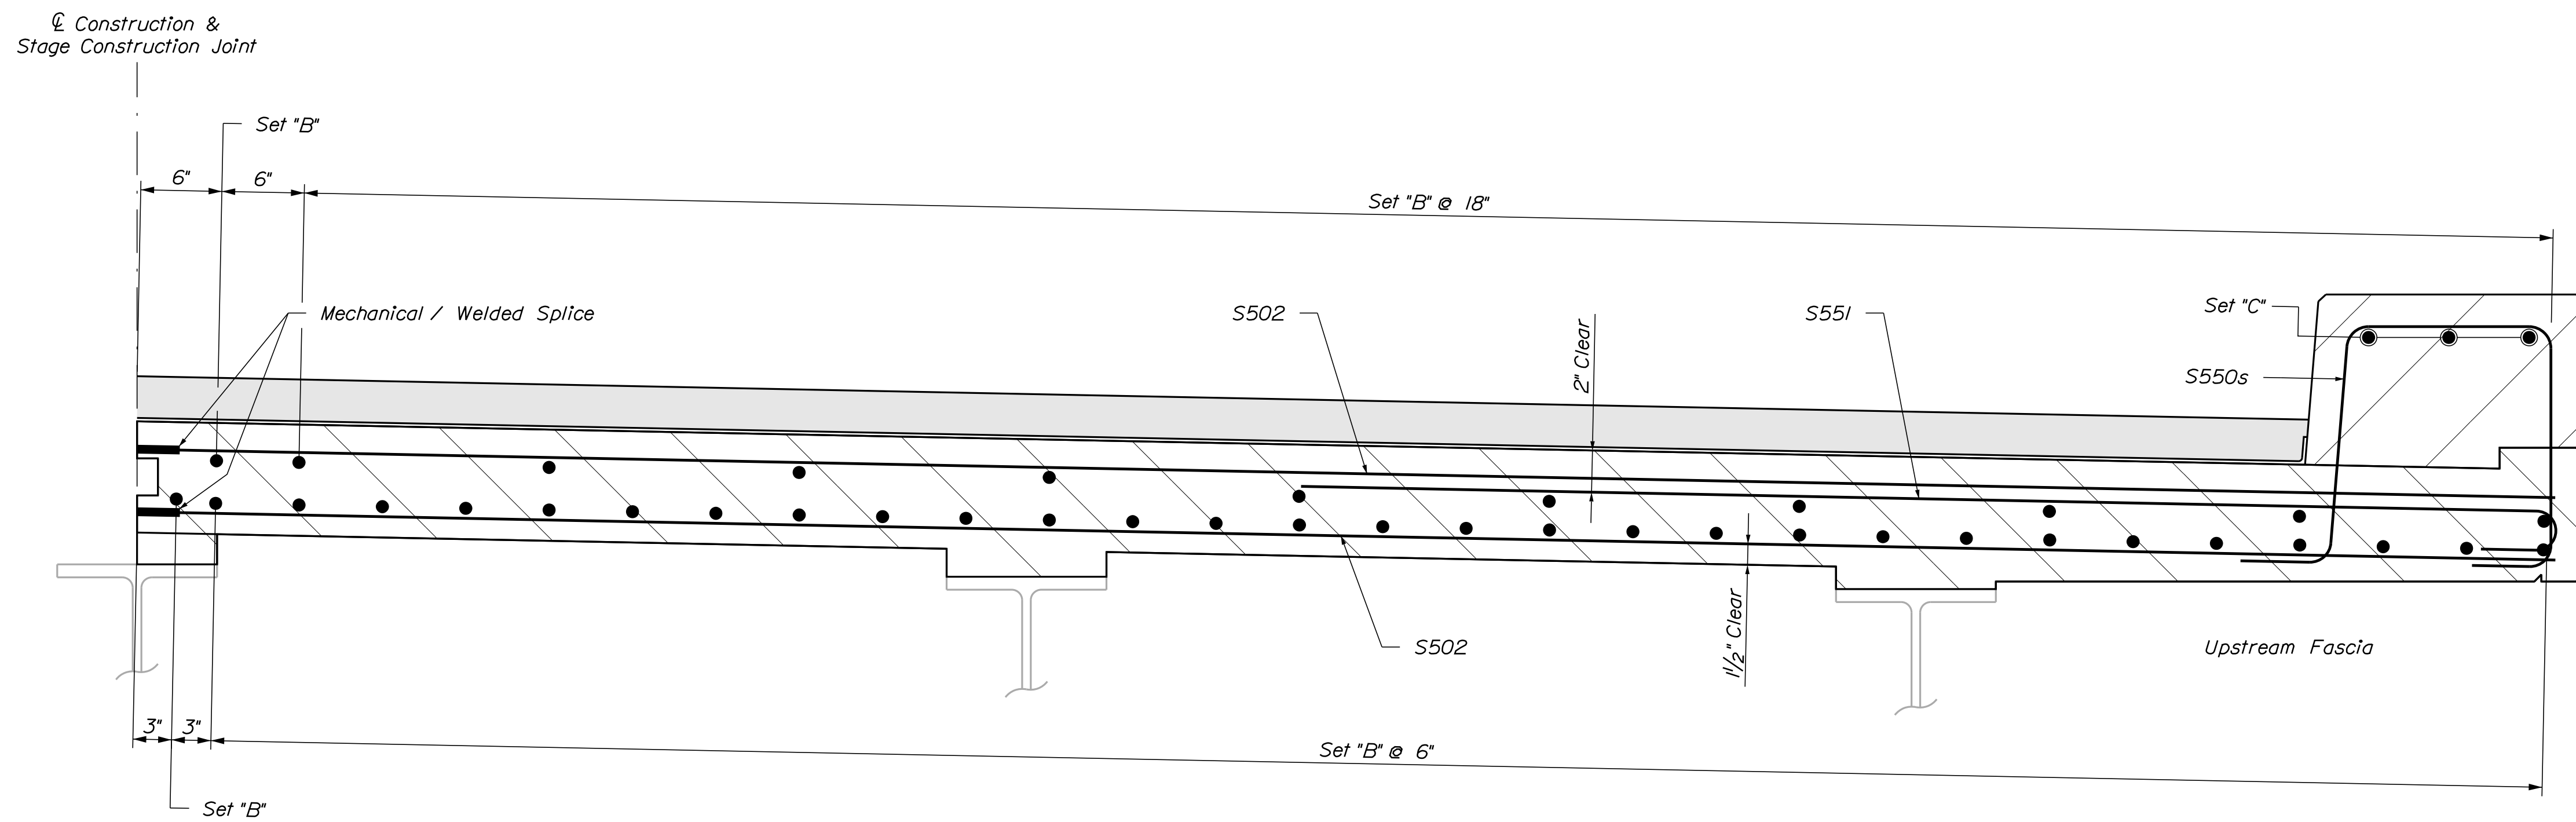 ℄ Construction &
Stage Construction Joint
Set "B"
6"
6"
Set "B" @ 18"
Mechanical / Welded Splice
S502
2" Clear
S551
Set "C"
S550s
S502
1½" Clear
Upstream Fascia
3"
3"
Set "B" @ 6"
Set "B"